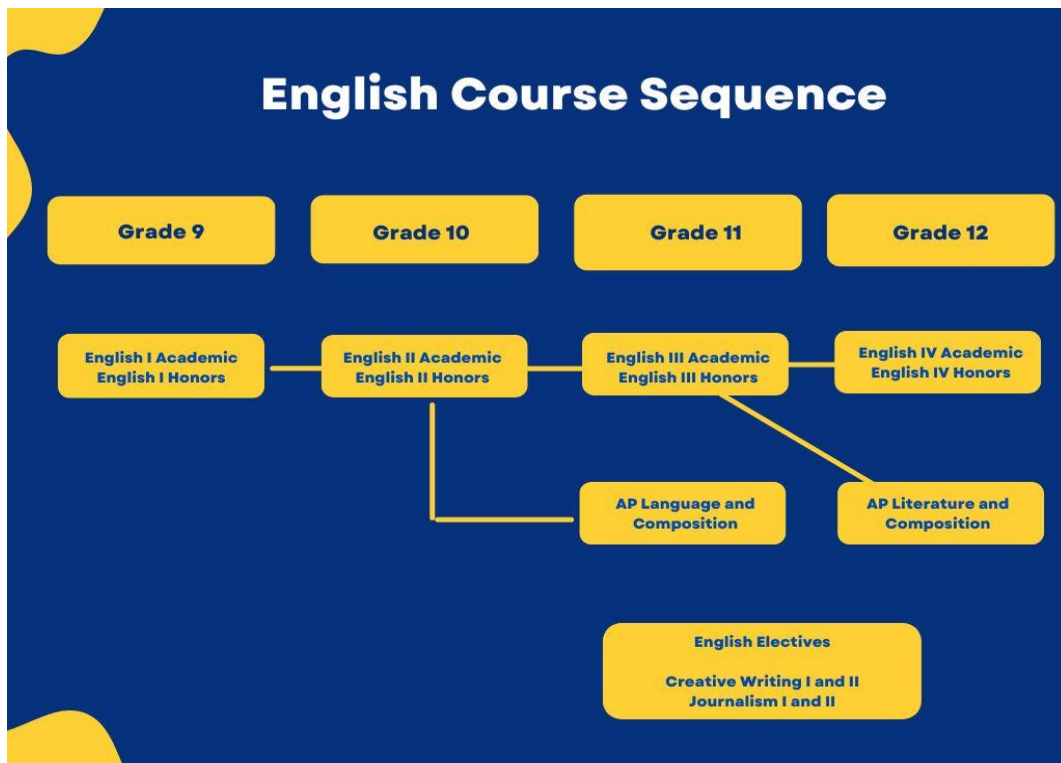 English Course Sequence
Grade 9
Grade 10
Grade 11
Grade 12
English I Academic
English I Honors
English II Academic
English II Honors
English III Academic
English III Honors
English IV Academic
English IV Honors
AP Language and
Composition
AP Literature and
Composition
English Electives
Creative Writing I and II
Journalism I and II